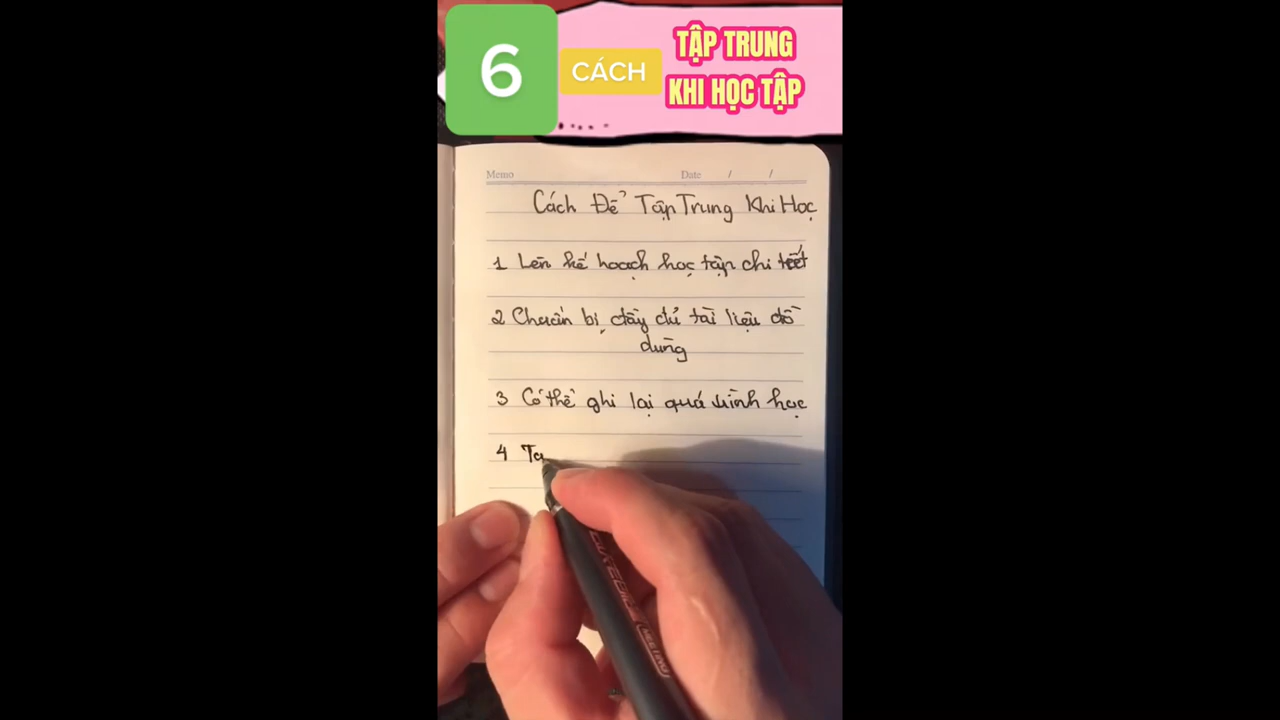 6
CÁCH
TẬP TRUNG
KHI HỌC TẬP
Memo
Date / /
Cách Để Tập Trung Khi Học
1 Lên kế hoạch học tập chi tiết
2 Chuẩn bị đầy đủ tài liệu đồ
dùng
3 Có thể ghi lại quá trình học
4 Ta